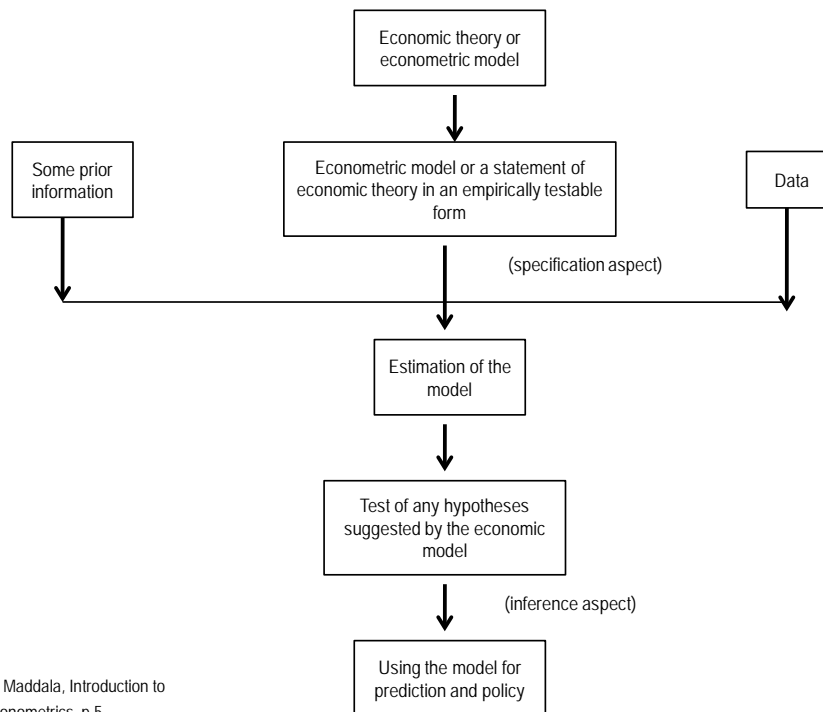 Economic theory or
econometric model
Some prior
information
Econometric model or a statement of
economic theory in an empirically testable
form
Data
(specification aspect)
Estimation of the
model
Test of any hypotheses
suggested by the economic
model
(inference aspect)
Using the model for
prediction and policy
Maddala, Introduction to
p.5